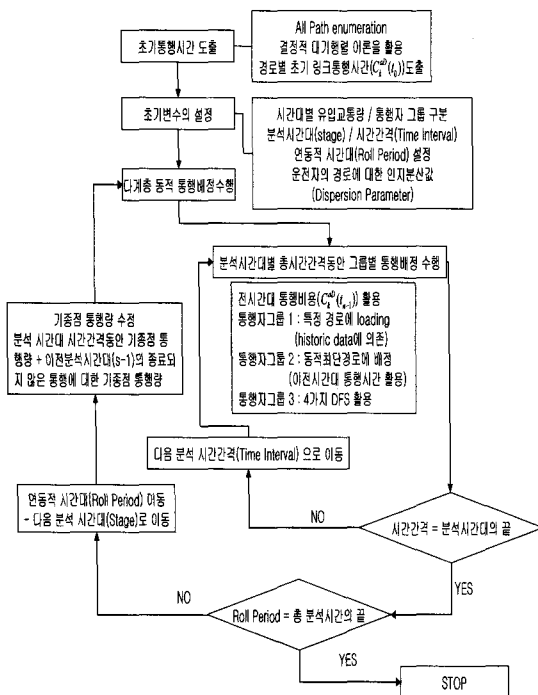 초기통행시간 도출
All Path enumeration
결정적 대기행렬 이론을 활용
경로별 초기 링크통행시간(C_k^{ab}(t_0))도출
초기변수의 설정
시간대별 유입교통량 / 통행자 그룹 구분
분석시간대(stage) / 시간간격(Time Interval)
연동적 시간대(Roll Period) 설정
운전자의 경로에 대한 인지분산값
(Dispersion Parameter)
다계층 동적 통행배정수행
분석시간대별 총시간간격동안 그룹별 통행배정 수행
전시간대 통행비용(C_k^{ab}(t_{n-1})) 활용
통행자그룹 1 : 특정 경로에 loading
(historic data에 의존)
통행자그룹 2 : 동적최단경로에 배정
(이전시간대 통행시간 활용)
통행자그룹 3 : 4가지 DFS 활용
기종점 통행량 수정
분석 시간대 시간간격동안 기종점 통
행량 + 이전분석시간대(s-1)의 종료되
지 않은 통행에 대한 기종점 통행량
다음 분석 시간간격(Time Interval) 으로 이동
연동적 시간대(Roll Period) 이동
- 다음 분석 시간대(Stage)로 이동
NO
시간간격 = 분석시간대의 끝
YES
NO
Roll Period = 총 분석시간의 끝
YES
STOP